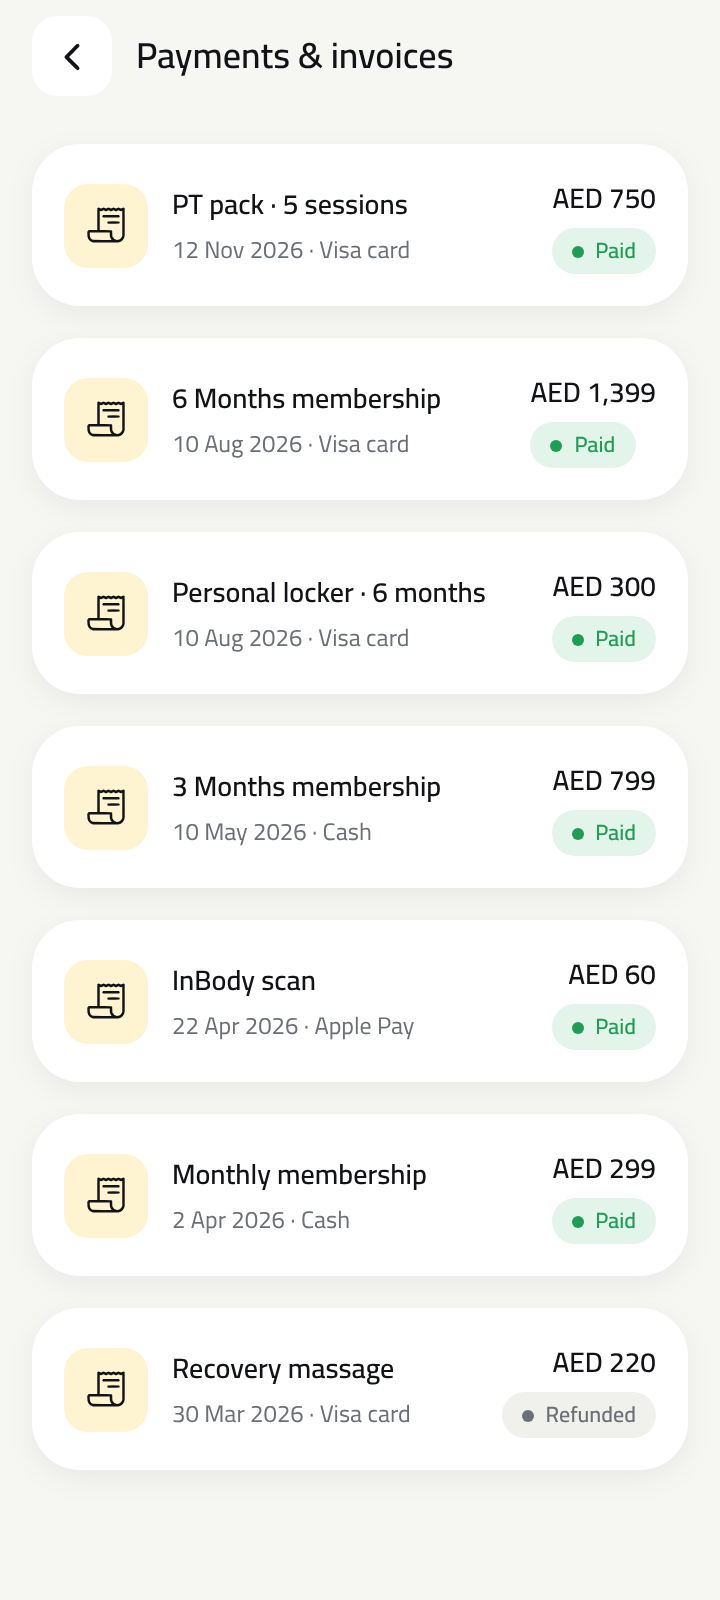 Payments & invoices
PT pack · 5 sessions
AED 750
12 Nov 2026 · Visa card
Paid
6 Months membership
AED 1,399
10 Aug 2026 · Visa card
Paid
Personal locker · 6 months
AED 300
10 Aug 2026 · Visa card
Paid
3 Months membership
AED 799
10 May 2026 · Cash
Paid
InBody scan
AED 60
22 Apr 2026 · Apple Pay
Paid
Monthly membership
AED 299
2 Apr 2026 · Cash
Paid
Recovery massage
AED 220
30 Mar 2026 · Visa card
Refunded